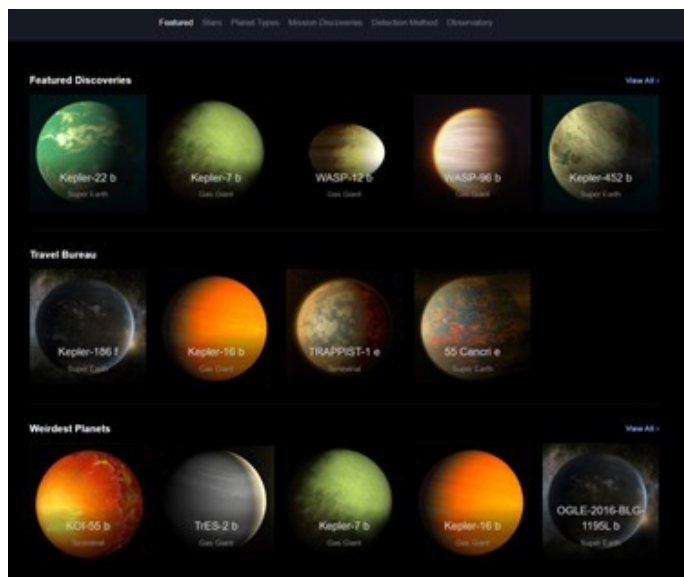 Featured Stars Planet Types Mission Discoveries Detection Method Observatory
Featured Discoveries View All ›
Kepler-22 b
Super Earth
Kepler-7 b
Gas Giant
WASP-12 b
Gas Giant
WASP-96 b
Gas Giant
Kepler-452 b
Super Earth
Travel Bureau
Kepler-186 f
Super Earth
Kepler-16 b
Gas Giant
TRAPPIST-1 e
Terrestrial
55 Cancri e
Super Earth
Weirdest Planets View All ›
KOI-55 b
Terrestrial
TrES-2 b
Gas Giant
Kepler-7 b
Gas Giant
Kepler-16 b
Gas Giant
OGLE-2016-BLG-
1195L b
Super Earth